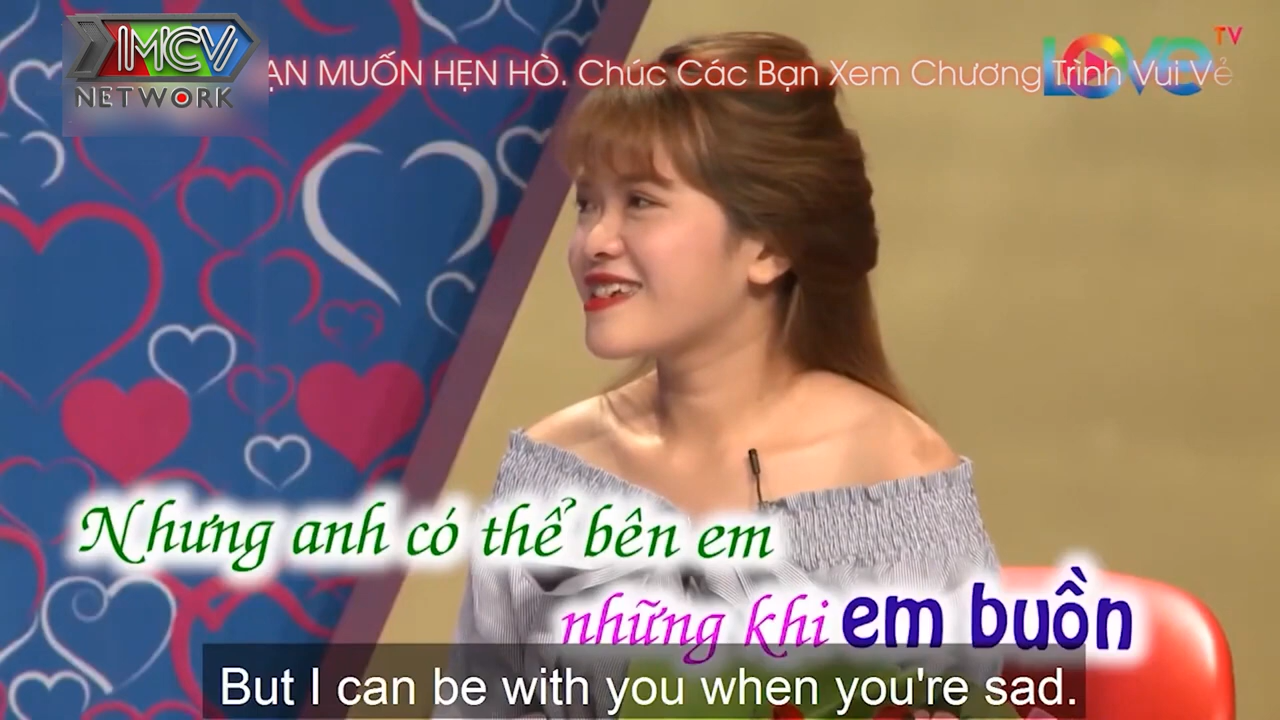 MCV
NETWORK
ẠN MUỐN HẸN HÒ. Chúc Các Bạn Xem Chương Trình Vui Vẻ
LOVE TV
Nhưng anh có thể bên em
những khi em buồn
But I can be with you when you're sad.